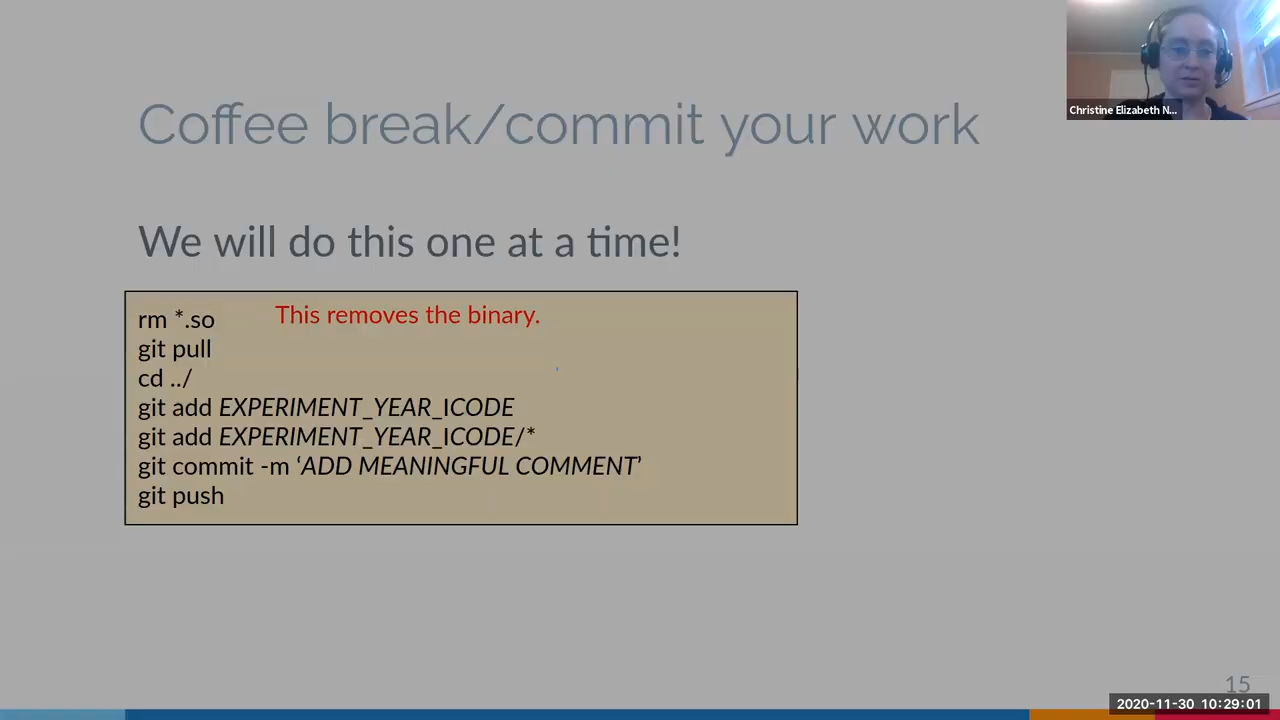 Christine Elizabeth N...
Coffee break/commit your work
We will do this one at a time!
rm *.so This removes the binary.
git pull
cd ../
git add EXPERIMENT_YEAR_ICODE
git add EXPERIMENT_YEAR_ICODE/*
git commit -m ‘ADD MEANINGFUL COMMENT’
git push
15
2020-11-30 10:29:01